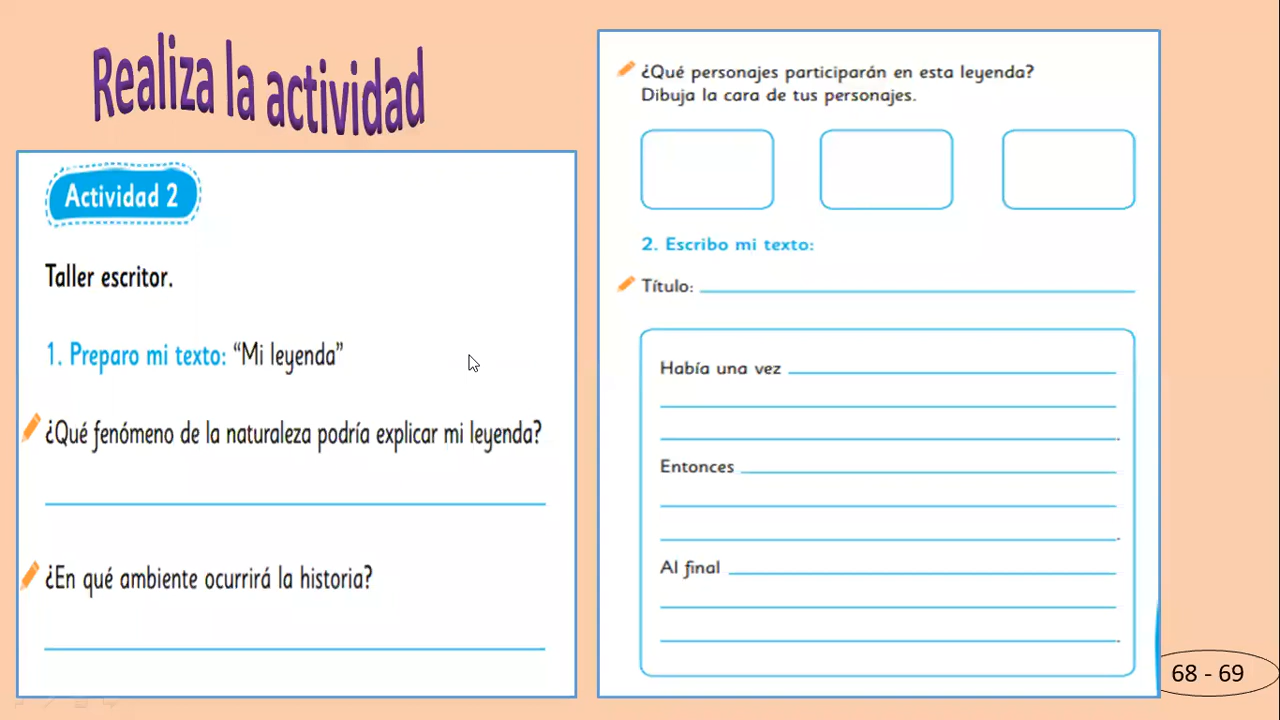 Realiza la actividad
Actividad 2
Taller escritor.
1. Preparo mi texto: “Mi leyenda”
¿Qué fenómeno de la naturaleza podría explicar mi leyenda?
¿En qué ambiente ocurrirá la historia?
¿Qué personajes participarán en esta leyenda?
Dibuja la cara de tus personajes.
2. Escribo mi texto:
Título:
Había una vez
.
Entonces
.
Al final
.
68 - 69